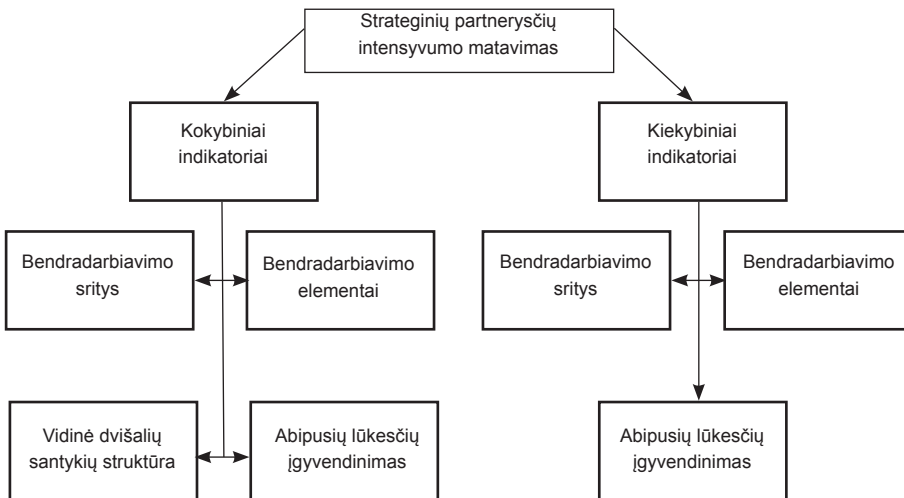 Strateginių partnerysčių
intensyvumo matavimas
Kokybiniai
indikatoriai
Kiekybiniai
indikatoriai
Bendradarbiavimo
sritys
Bendradarbiavimo
elementai
Bendradarbiavimo
sritys
Bendradarbiavimo
elementai
Vidinė dvišalių
santykių struktūra
Abipusių lūkesčių
įgyvendinimas
Abipusių lūkesčių
įgyvendinimas